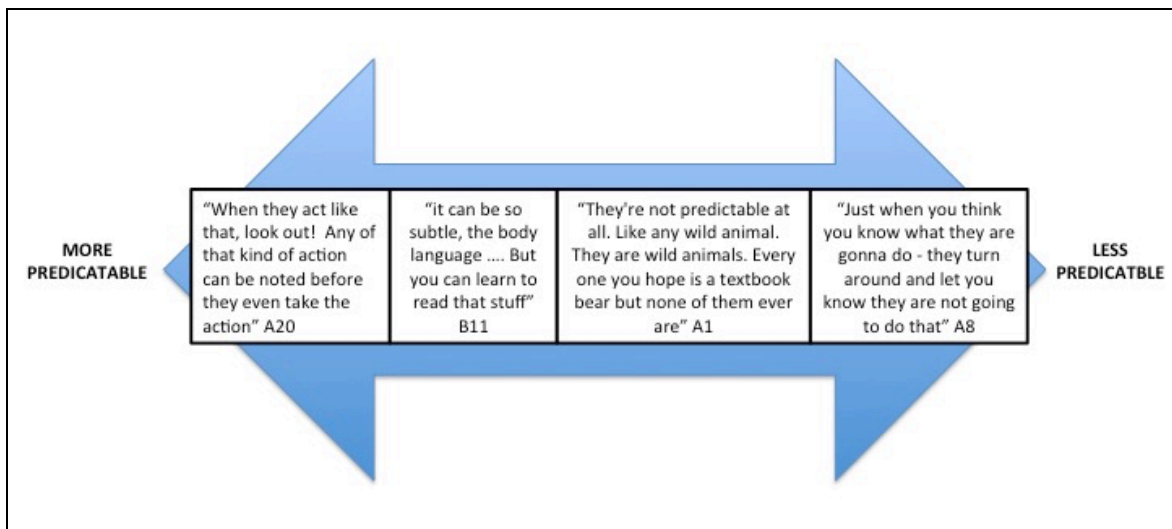 MORE
PREDICATABLE
“When they act like
that, look out!  Any of
that kind of action
can be noted before
they even take the
action” A20
“it can be so
subtle, the body
language .... But
you can learn to
read that stuff”
B11
“They're not predictable at
all. Like any wild animal.
They are wild animals. Every
one you hope is a textbook
bear but none of them ever
are” A1
“Just when you think
you know what they are
gonna do - they turn
around and let you
know they are not going
to do that” A8
LESS
PREDICATBLE